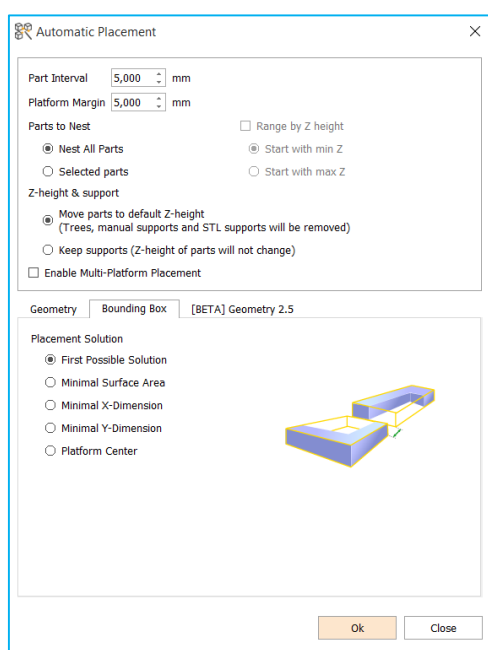 Automatic Placement
Part Interval 5,000 mm
Platform Margin 5,000 mm
Parts to Nest
Range by Z height
Nest All Parts
Start with min Z
Selected parts
Start with max Z
Z-height & support
Move parts to default Z-height
(Trees, manual supports and STL supports will be removed)
Keep supports (Z-height of parts will not change)
Enable Multi-Platform Placement
Geometry Bounding Box [BETA] Geometry 2.5
Placement Solution
First Possible Solution
Minimal Surface Area
Minimal X-Dimension
Minimal Y-Dimension
Platform Center
Ok Close